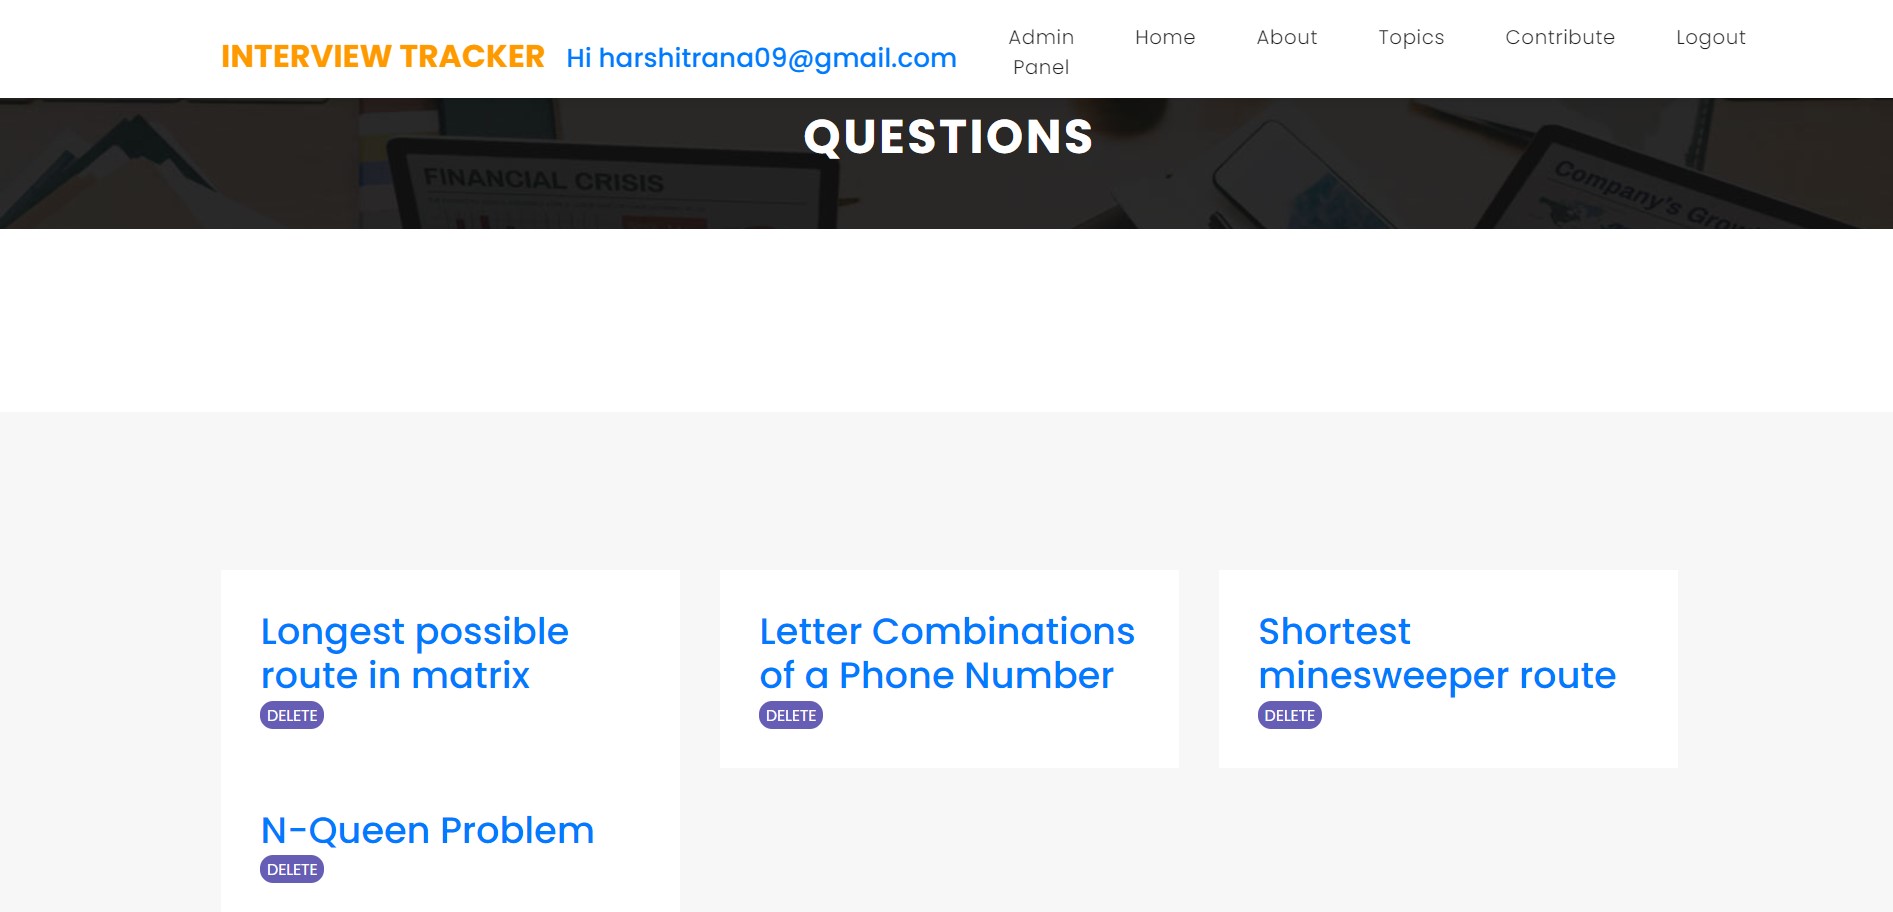 INTERVIEW TRACKER Hi harshitrana09@gmail.com
Admin Panel
Home
About
Topics
Contribute
Logout
QUESTIONS
FINANCIAL CRISIS
Company's
Longest possible
route in matrix
DELETE
Letter Combinations
of a Phone Number
DELETE
Shortest
minesweeper route
DELETE
N-Queen Problem
DELETE